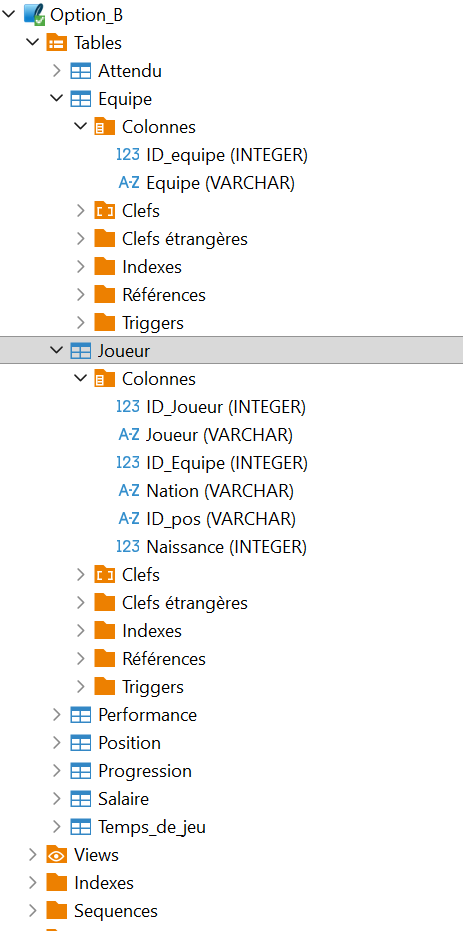 Option_B
Tables
Attendu
Equipe
Colonnes
123 ID_equipe (INTEGER)
A-Z Equipe (VARCHAR)
Clefs
Clefs étrangères
Indexes
Références
Triggers
Joueur
Colonnes
123 ID_Joueur (INTEGER)
A-Z Joueur (VARCHAR)
123 ID_Equipe (INTEGER)
A-Z Nation (VARCHAR)
A-Z ID_pos (VARCHAR)
123 Naissance (INTEGER)
Clefs
Clefs étrangères
Indexes
Références
Triggers
Performance
Position
Progression
Salaire
Temps_de_jeu
Views
Indexes
Sequences